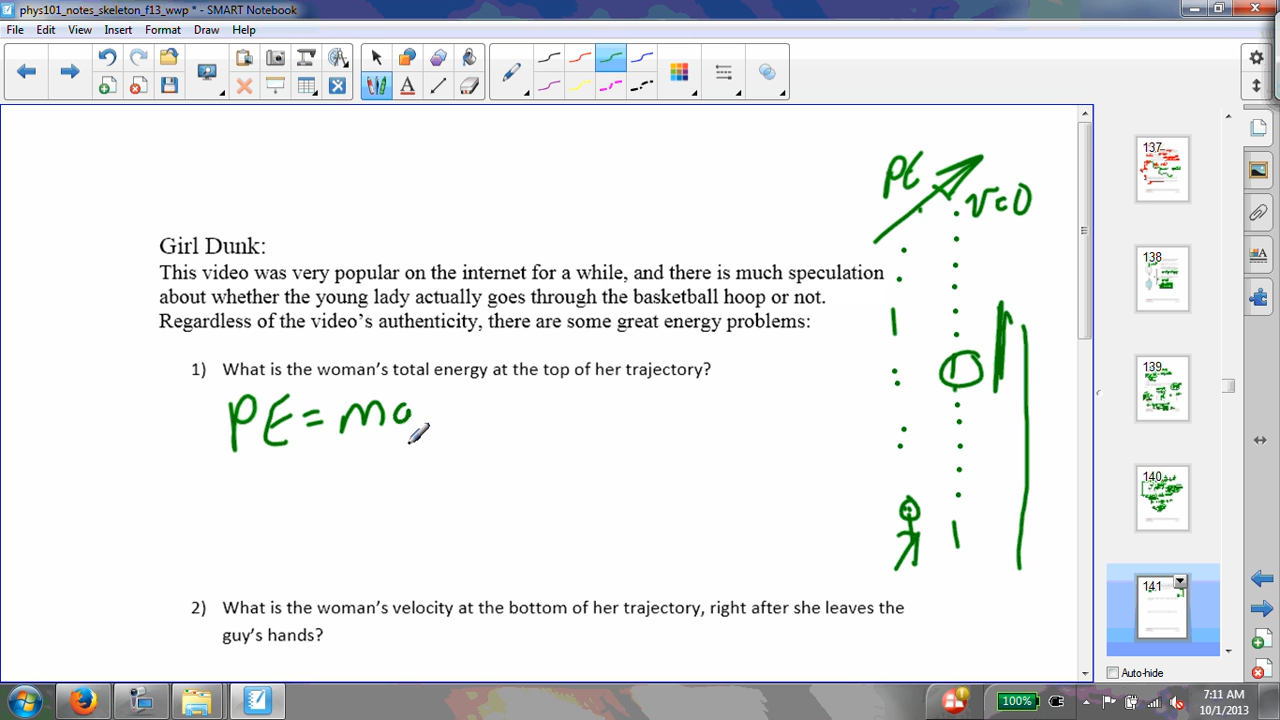 phys101_notes_skeleton_f13_wwp * - SMART Notebook
File Edit View Insert Format Draw Help
137
PE
v=0
138
Girl Dunk:
This video was very popular on the internet for a while, and there is much speculation
about whether the young lady actually goes through the basketball hoop or not.
Regardless of the video's authenticity, there are some great energy problems:
139
1) What is the woman's total energy at the top of her trajectory?
PE = m
140
141
2) What is the woman's velocity at the bottom of her trajectory, right after she leaves the
guy's hands?
Auto-hide
100%
7:11 AM
10/1/2013